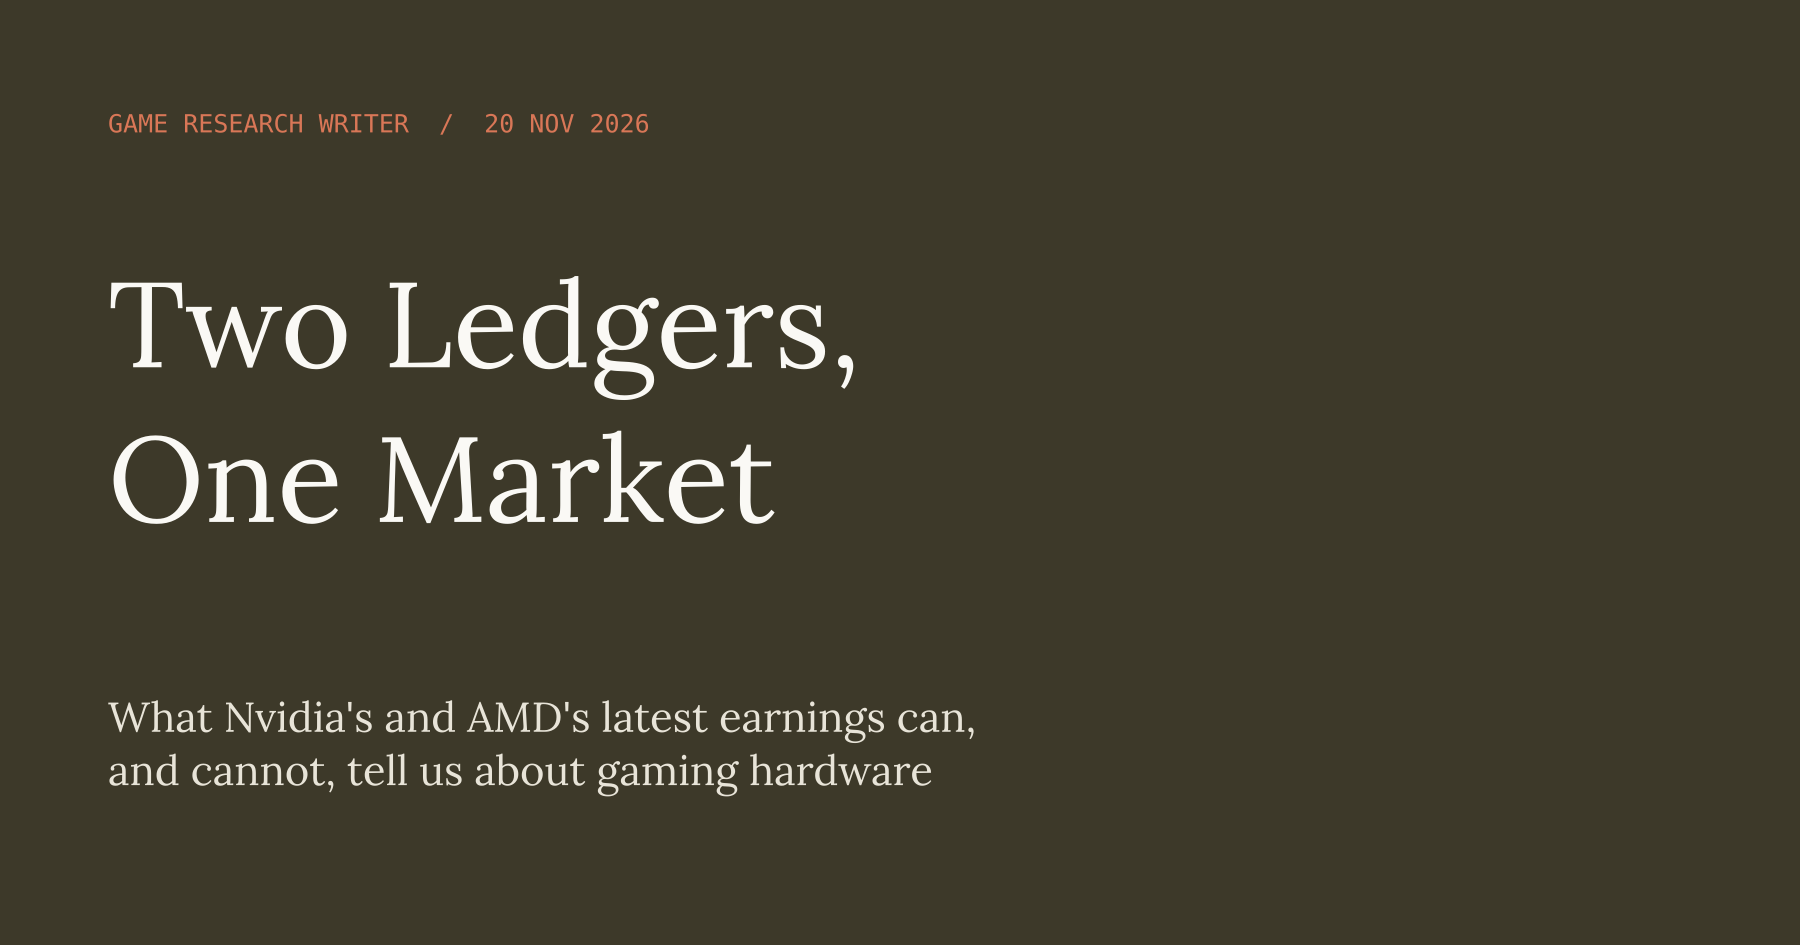 GAME RESEARCH WRITER / 20 NOV 2026
Two Ledgers,
One Market
What Nvidia's and AMD's latest earnings can,
and cannot, tell us about gaming hardware